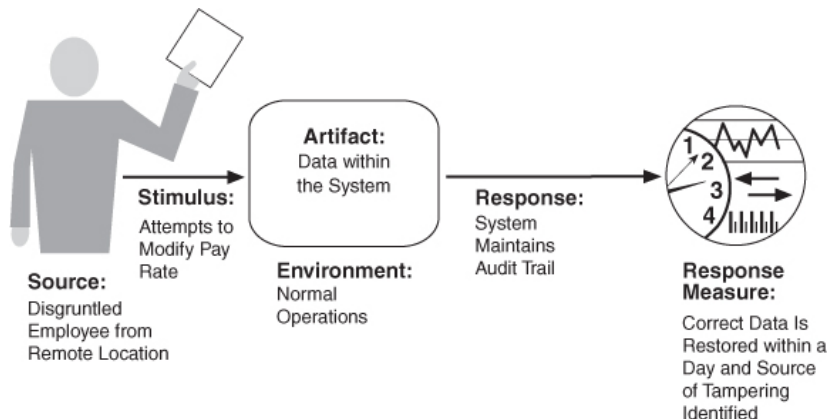 Source:
Disgruntled
Employee from
Remote Location
Stimulus:
Attempts to
Modify Pay
Rate
Artifact:
Data within
the System
Environment:
Normal
Operations
Response:
System
Maintains
Audit Trail
1
2
3
4
Response
Measure:
Correct Data Is
Restored within a
Day and Source
of Tampering
Identified